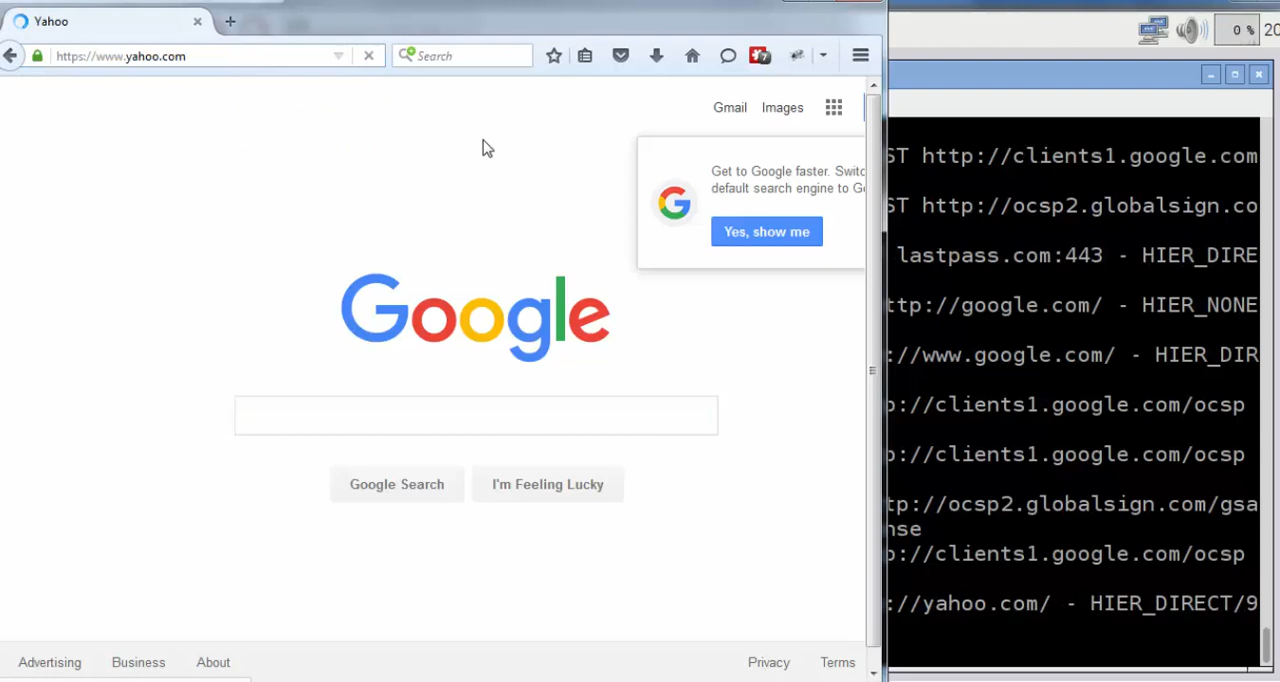 Yahoo
https://www.yahoo.com
Search
7
Gmail Images
Get to Google faster.
default search engine to
Yes, show me
Google
Google Search I'm Feeling Lucky
Advertising Business About
Privacy Terms
0 %
20
ST http://clients1.google.com
ST http://ocsp2.globalsign.co
lastpass.com:443 - HIER_DIRE
ttp://google.com/ - HIER_NONE
://www.google.com/ - HIER_DIR
p://clients1.google.com/ocsp
p://clients1.google.com/ocsp
tp://ocsp2.globalsign.com/gsa
nse
p://clients1.google.com/ocsp
://yahoo.com/ - HIER_DIRECT/9